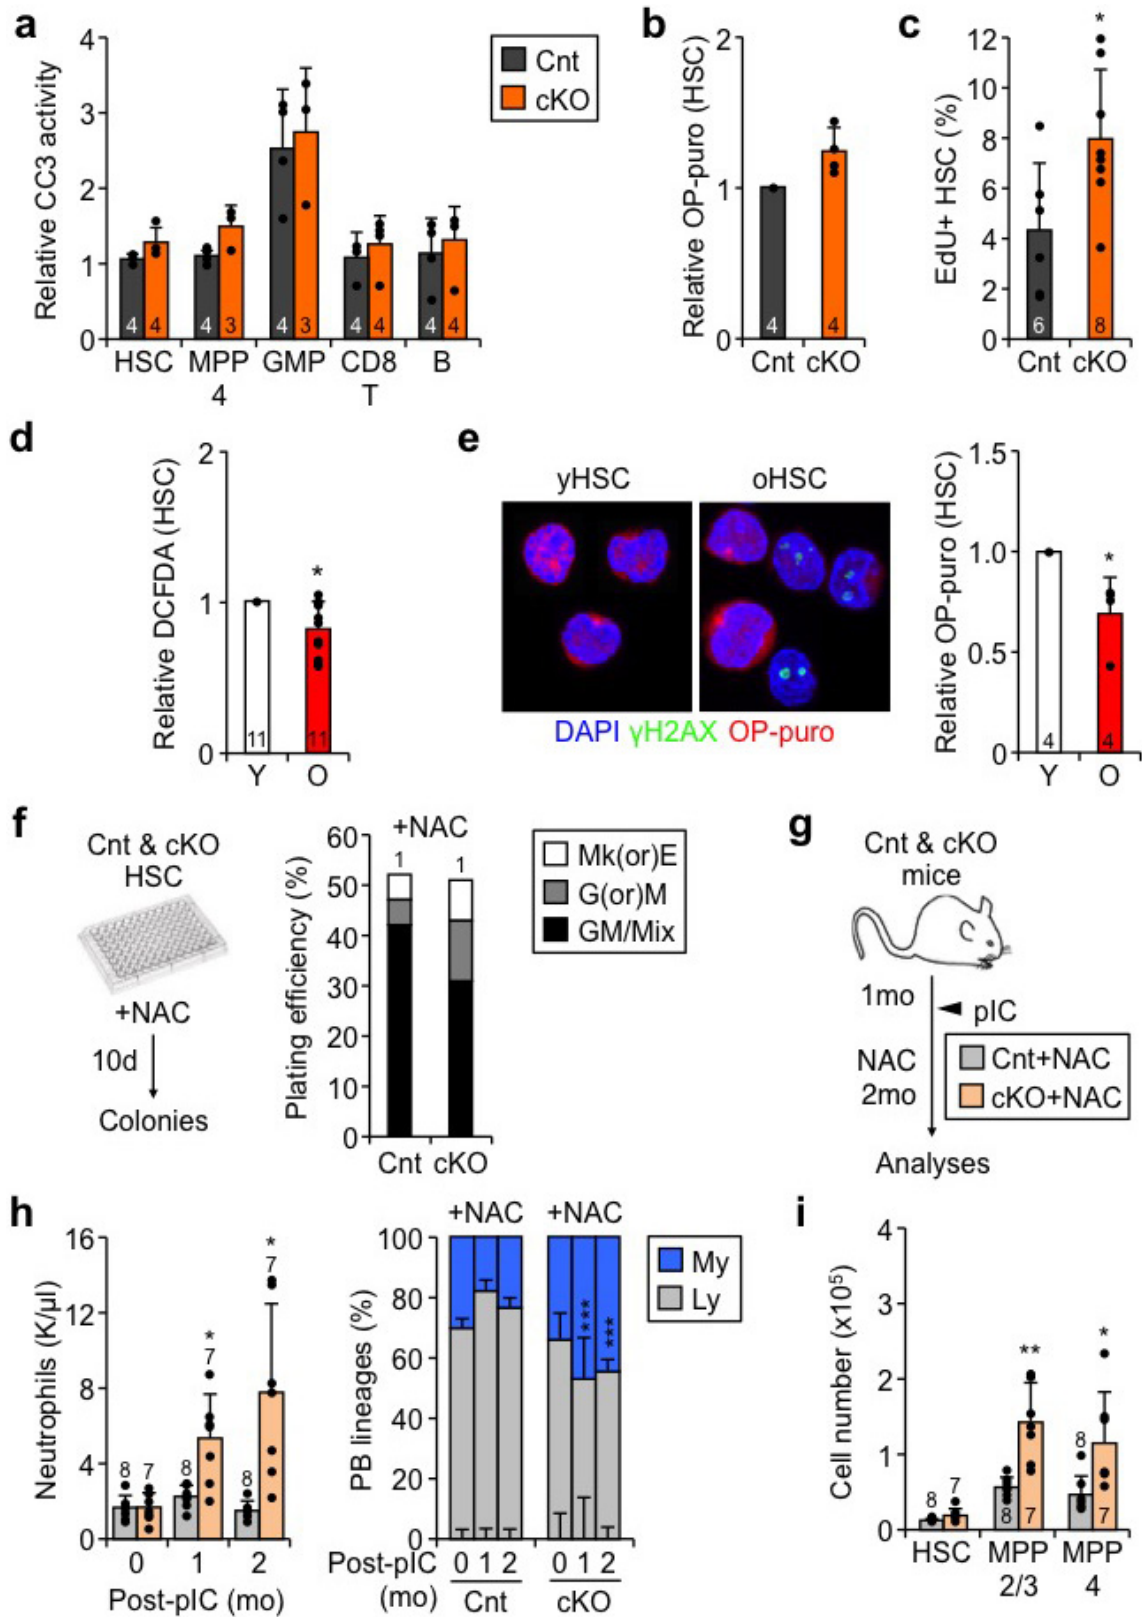 a
Relative CC3 activity
4
3
2
1
0
Cnt
cKO
4 4 4 3 4 3 4 4 4 4
HSC MPP 4 GMP CD8 T B
b
Relative OP-puro (HSC)
2
1
0
4 4
Cnt cKO
c
EdU+ HSC (%)
12
10
8
6
4
2
0
*
6 8
Cnt cKO
d
Relative DCFDA (HSC)
2
1
0
*
11 11
Y O
e
yHSC oHSC
DAPI γH2AX OP-puro
Relative OP-puro (HSC)
1.5
1.0
0.5
0
*
4 4
Y O
f
Cnt & cKO
HSC
+NAC
10d
Colonies
Plating efficiency (%)
60
50
40
30
20
10
0
+NAC
1 1
Cnt cKO
Mk(or)E
G(or)M
GM/Mix
g
Cnt & cKO
mice
1mo
pIC
NAC
2mo
Cnt+NAC
cKO+NAC
Analyses
h
Neutrophils (K/μl)
16
12
8
4
0
8 7 8 * 7 8 * 7
0 1 2
Post-pIC (mo)
+NAC +NAC
PB lineages (%)
100
80
60
40
20
0
*** ***
My
Ly
Post-pIC 0 1 2 0 1 2
(mo) Cnt cKO
i
Cell number (x10⁵)
4
3
2
1
0
8 7 8 ** 7 8 * 7
HSC MPP MPP
2/3 4